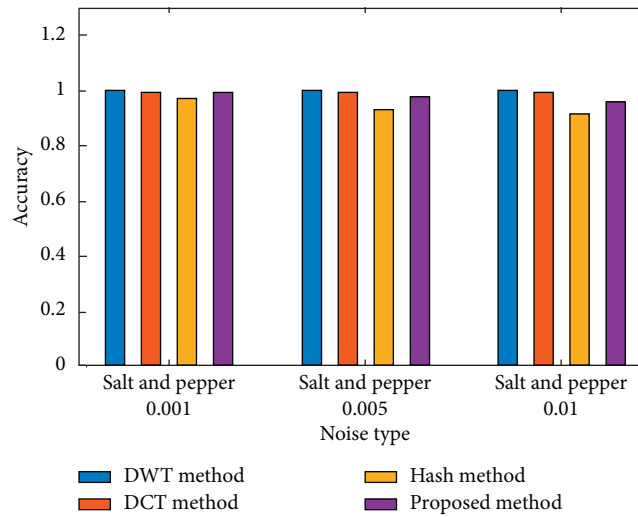 1.2
1
0.8
0.6
0.4
0.2
0
Accuracy
Salt and pepper 0.001
Salt and pepper 0.005
Salt and pepper 0.01
Noise type
DWT method
DCT method
Hash method
Proposed method